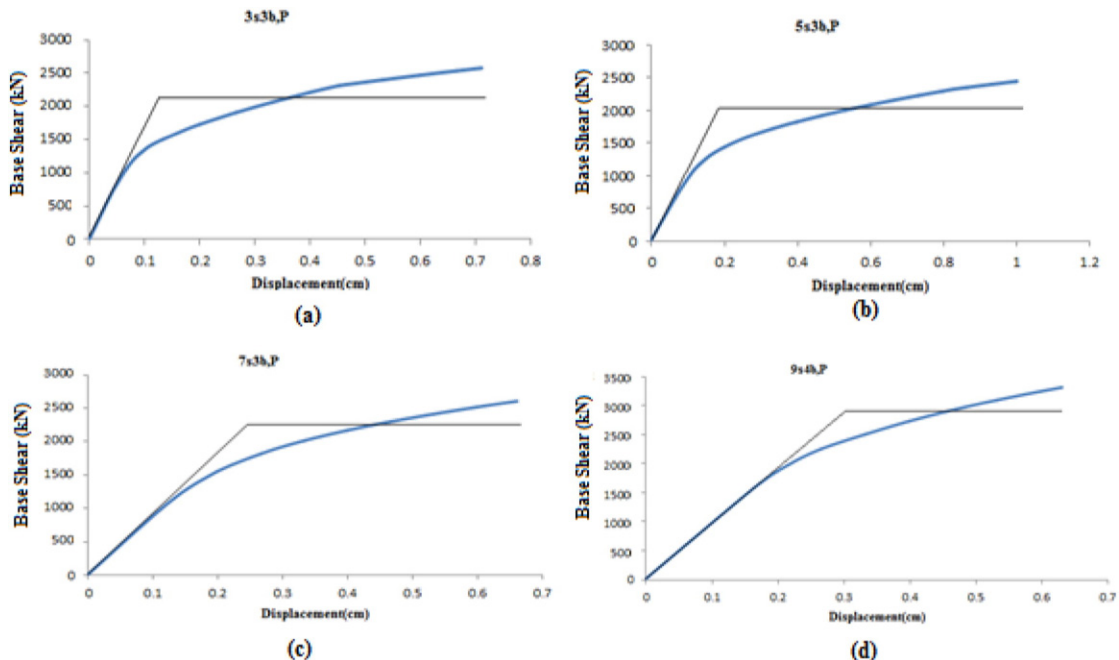 3s3b,P
Base Shear (kN)
3000
2500
2000
1500
1000
500
0
0 0.1 0.2 0.3 0.4 0.5 0.6 0.7 0.8
Displacement(cm)
(a)
5s3b,P
Base Shear (kN)
3000
2500
2000
1500
1000
500
0
0 0.2 0.4 0.6 0.8 1 1.2
Displacement(cm)
(b)
7s3b,P
Base Shear (kN)
3000
2500
2000
1500
1000
500
0
0 0.1 0.2 0.3 0.4 0.5 0.6 0.7
Displacement(cm)
(c)
9s4b,P
Base Shear (kN)
3500
3000
2500
2000
1500
1000
500
0
0 0.1 0.2 0.3 0.4 0.5 0.6 0.7
Displacement(cm)
(d)